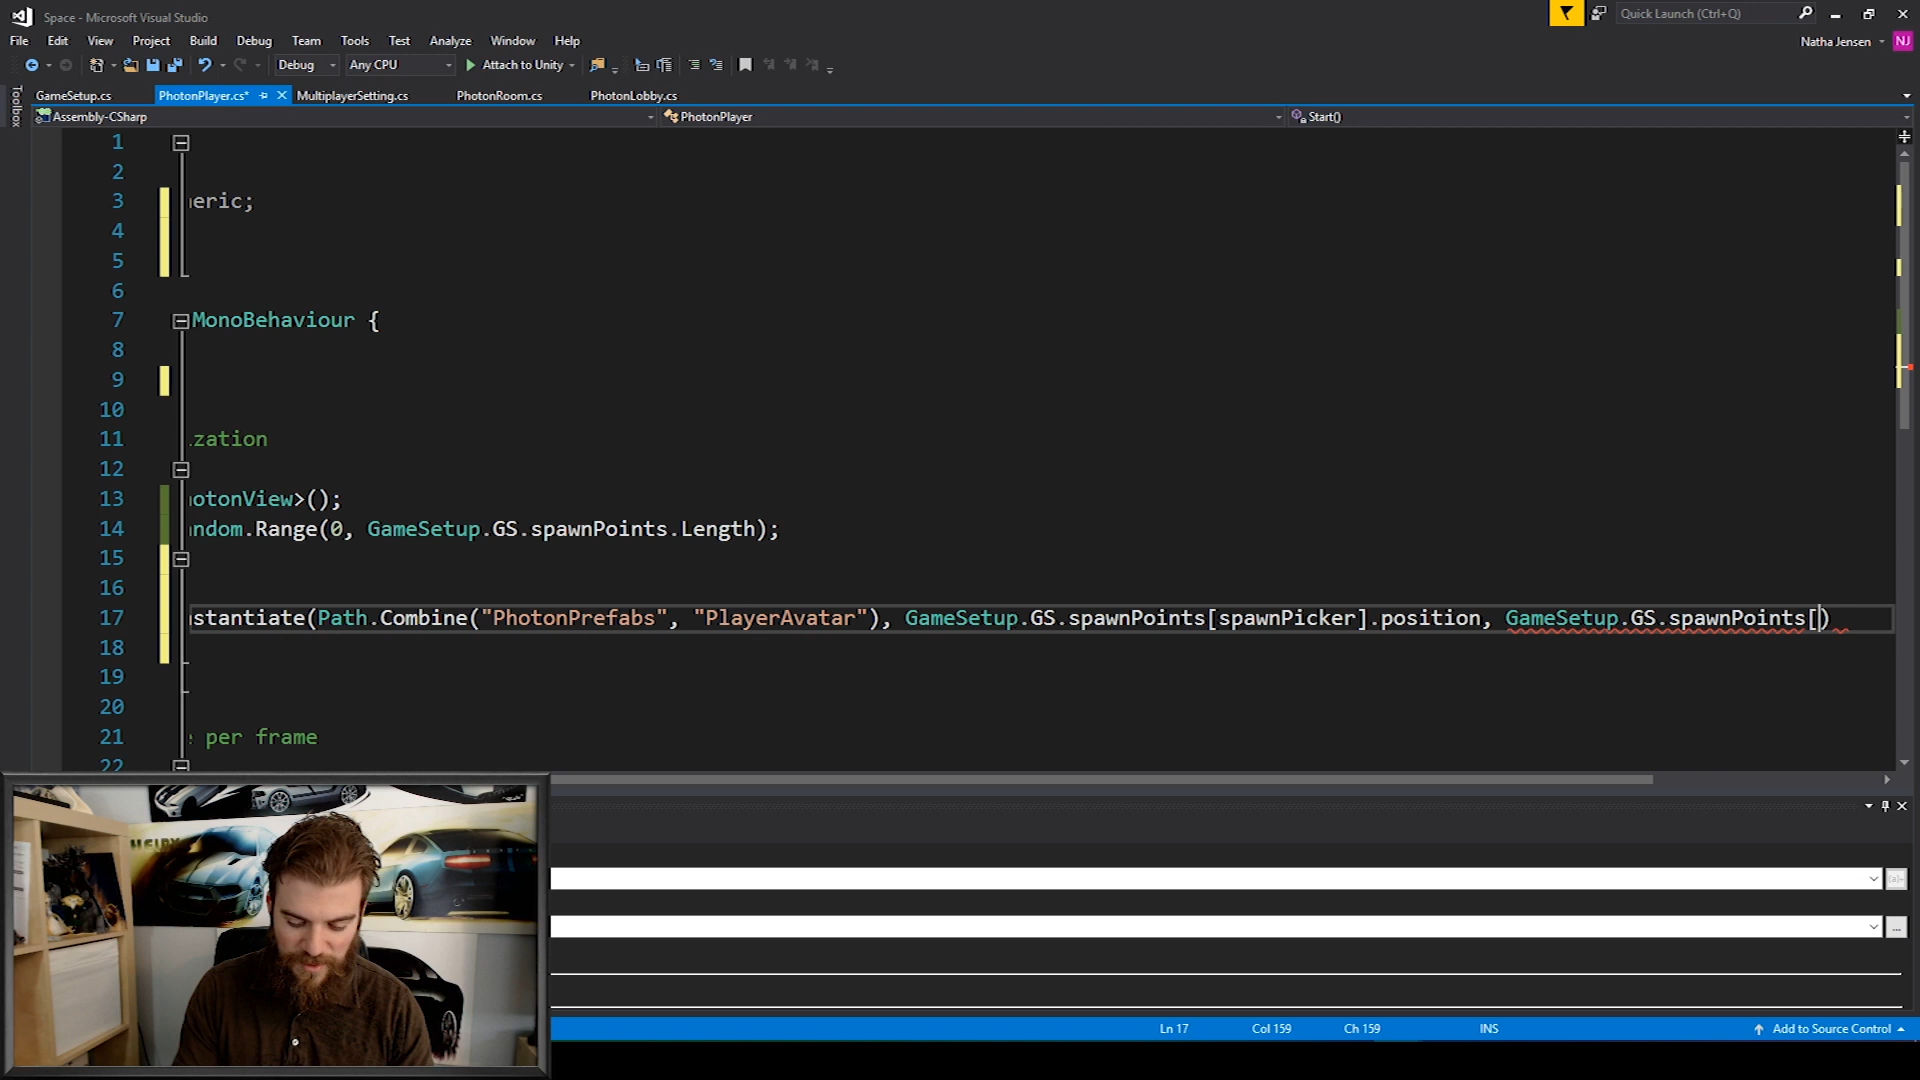 Space - Microsoft Visual Studio
Quick Launch (Ctrl+Q)
File Edit View Project Build Debug Team Tools Test Analyze Window Help
Natha Jensen NJ
Debug Any CPU Attach to Unity
GameSetup.cs PhotonPlayer.cs* MultiplayerSetting.cs PhotonRoom.cs PhotonLobby.cs
Toolbox
Assembly-CSharp PhotonPlayer Start()
1
2
3 eric;
4
5
6
7 MonoBehaviour {
8
9
10
11 zation
12
13 otonView>();
14 ndom.Range(0, GameSetup.GS.spawnPoints.Length);
15
16
17 stantiate(Path.Combine("PhotonPrefabs", "PlayerAvatar"), GameSetup.GS.spawnPoints[spawnPicker].position, GameSetup.GS.spawnPoints[)
18
19
20
21 per frame
22
Ln 17 Col 159 Ch 159 INS Add to Source Control